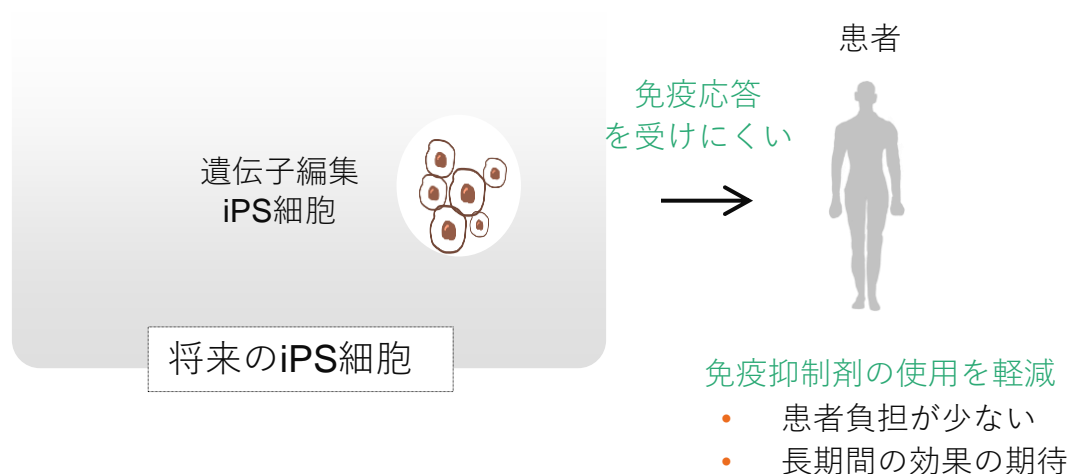 患者
免疫応答
を受けにくい
遺伝子編集
iPS細胞
将来のiPS細胞
免疫抑制剤の使用を軽減
• 患者負担が少ない
• 長期間の効果の期待